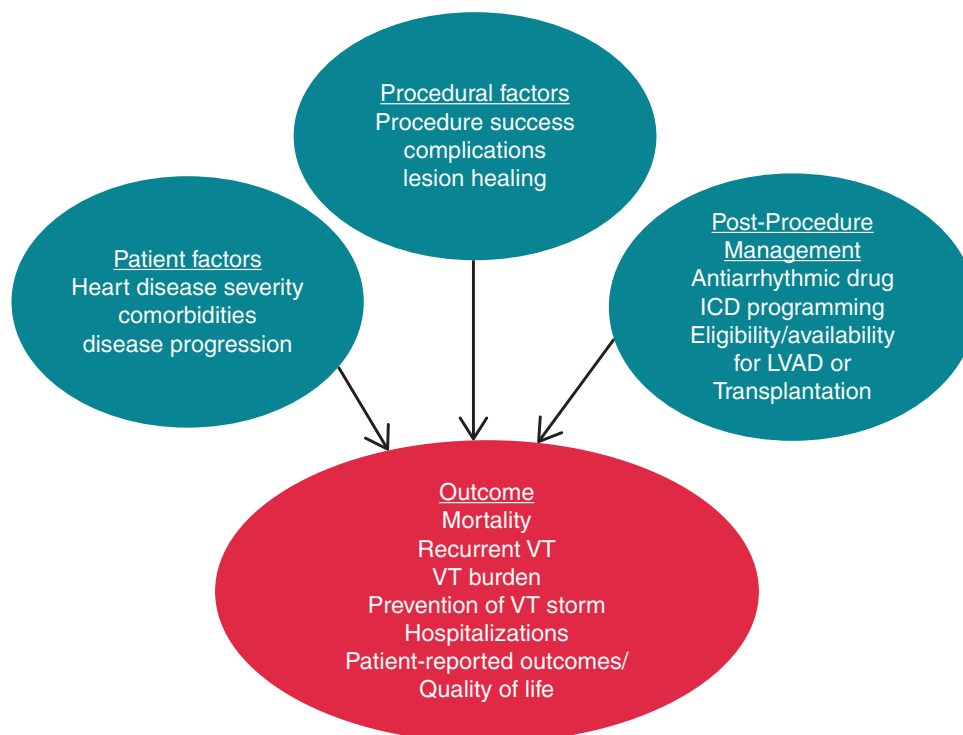 Procedural factors
Procedure success
complications
lesion healing
Patient factors
Heart disease severity
comorbidities
disease progression
Post-Procedure
Management
Antiarrhythmic drug
ICD programming
Eligibility/availability
for LVAD or
Transplantation
Outcome
Mortality
Recurrent VT
VT burden
Prevention of VT storm
Hospitalizations
Patient-reported outcomes/
Quality of life